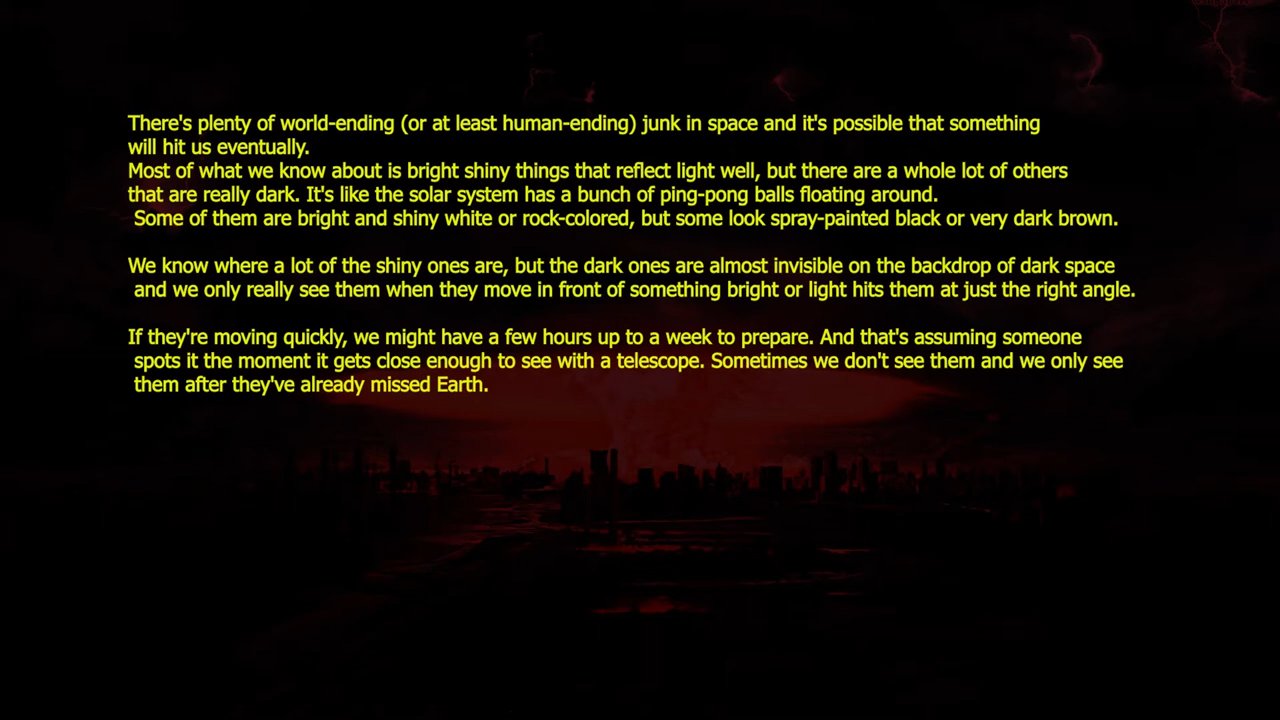 There's plenty of world-ending (or at least human-ending) junk in space and it's possible that something
will hit us eventually.
Most of what we know about is bright shiny things that reflect light well, but there are a whole lot of others
that are really dark. It's like the solar system has a bunch of ping-pong balls floating around.
Some of them are bright and shiny white or rock-colored, but some look spray-painted black or very dark brown.
We know where a lot of the shiny ones are, but the dark ones are almost invisible on the backdrop of dark space
and we only really see them when they move in front of something bright or light hits them at just the right angle.
If they're moving quickly, we might have a few hours up to a week to prepare. And that's assuming someone
spots it the moment it gets close enough to see with a telescope. Sometimes we don't see them and we only see
them after they've already missed Earth.